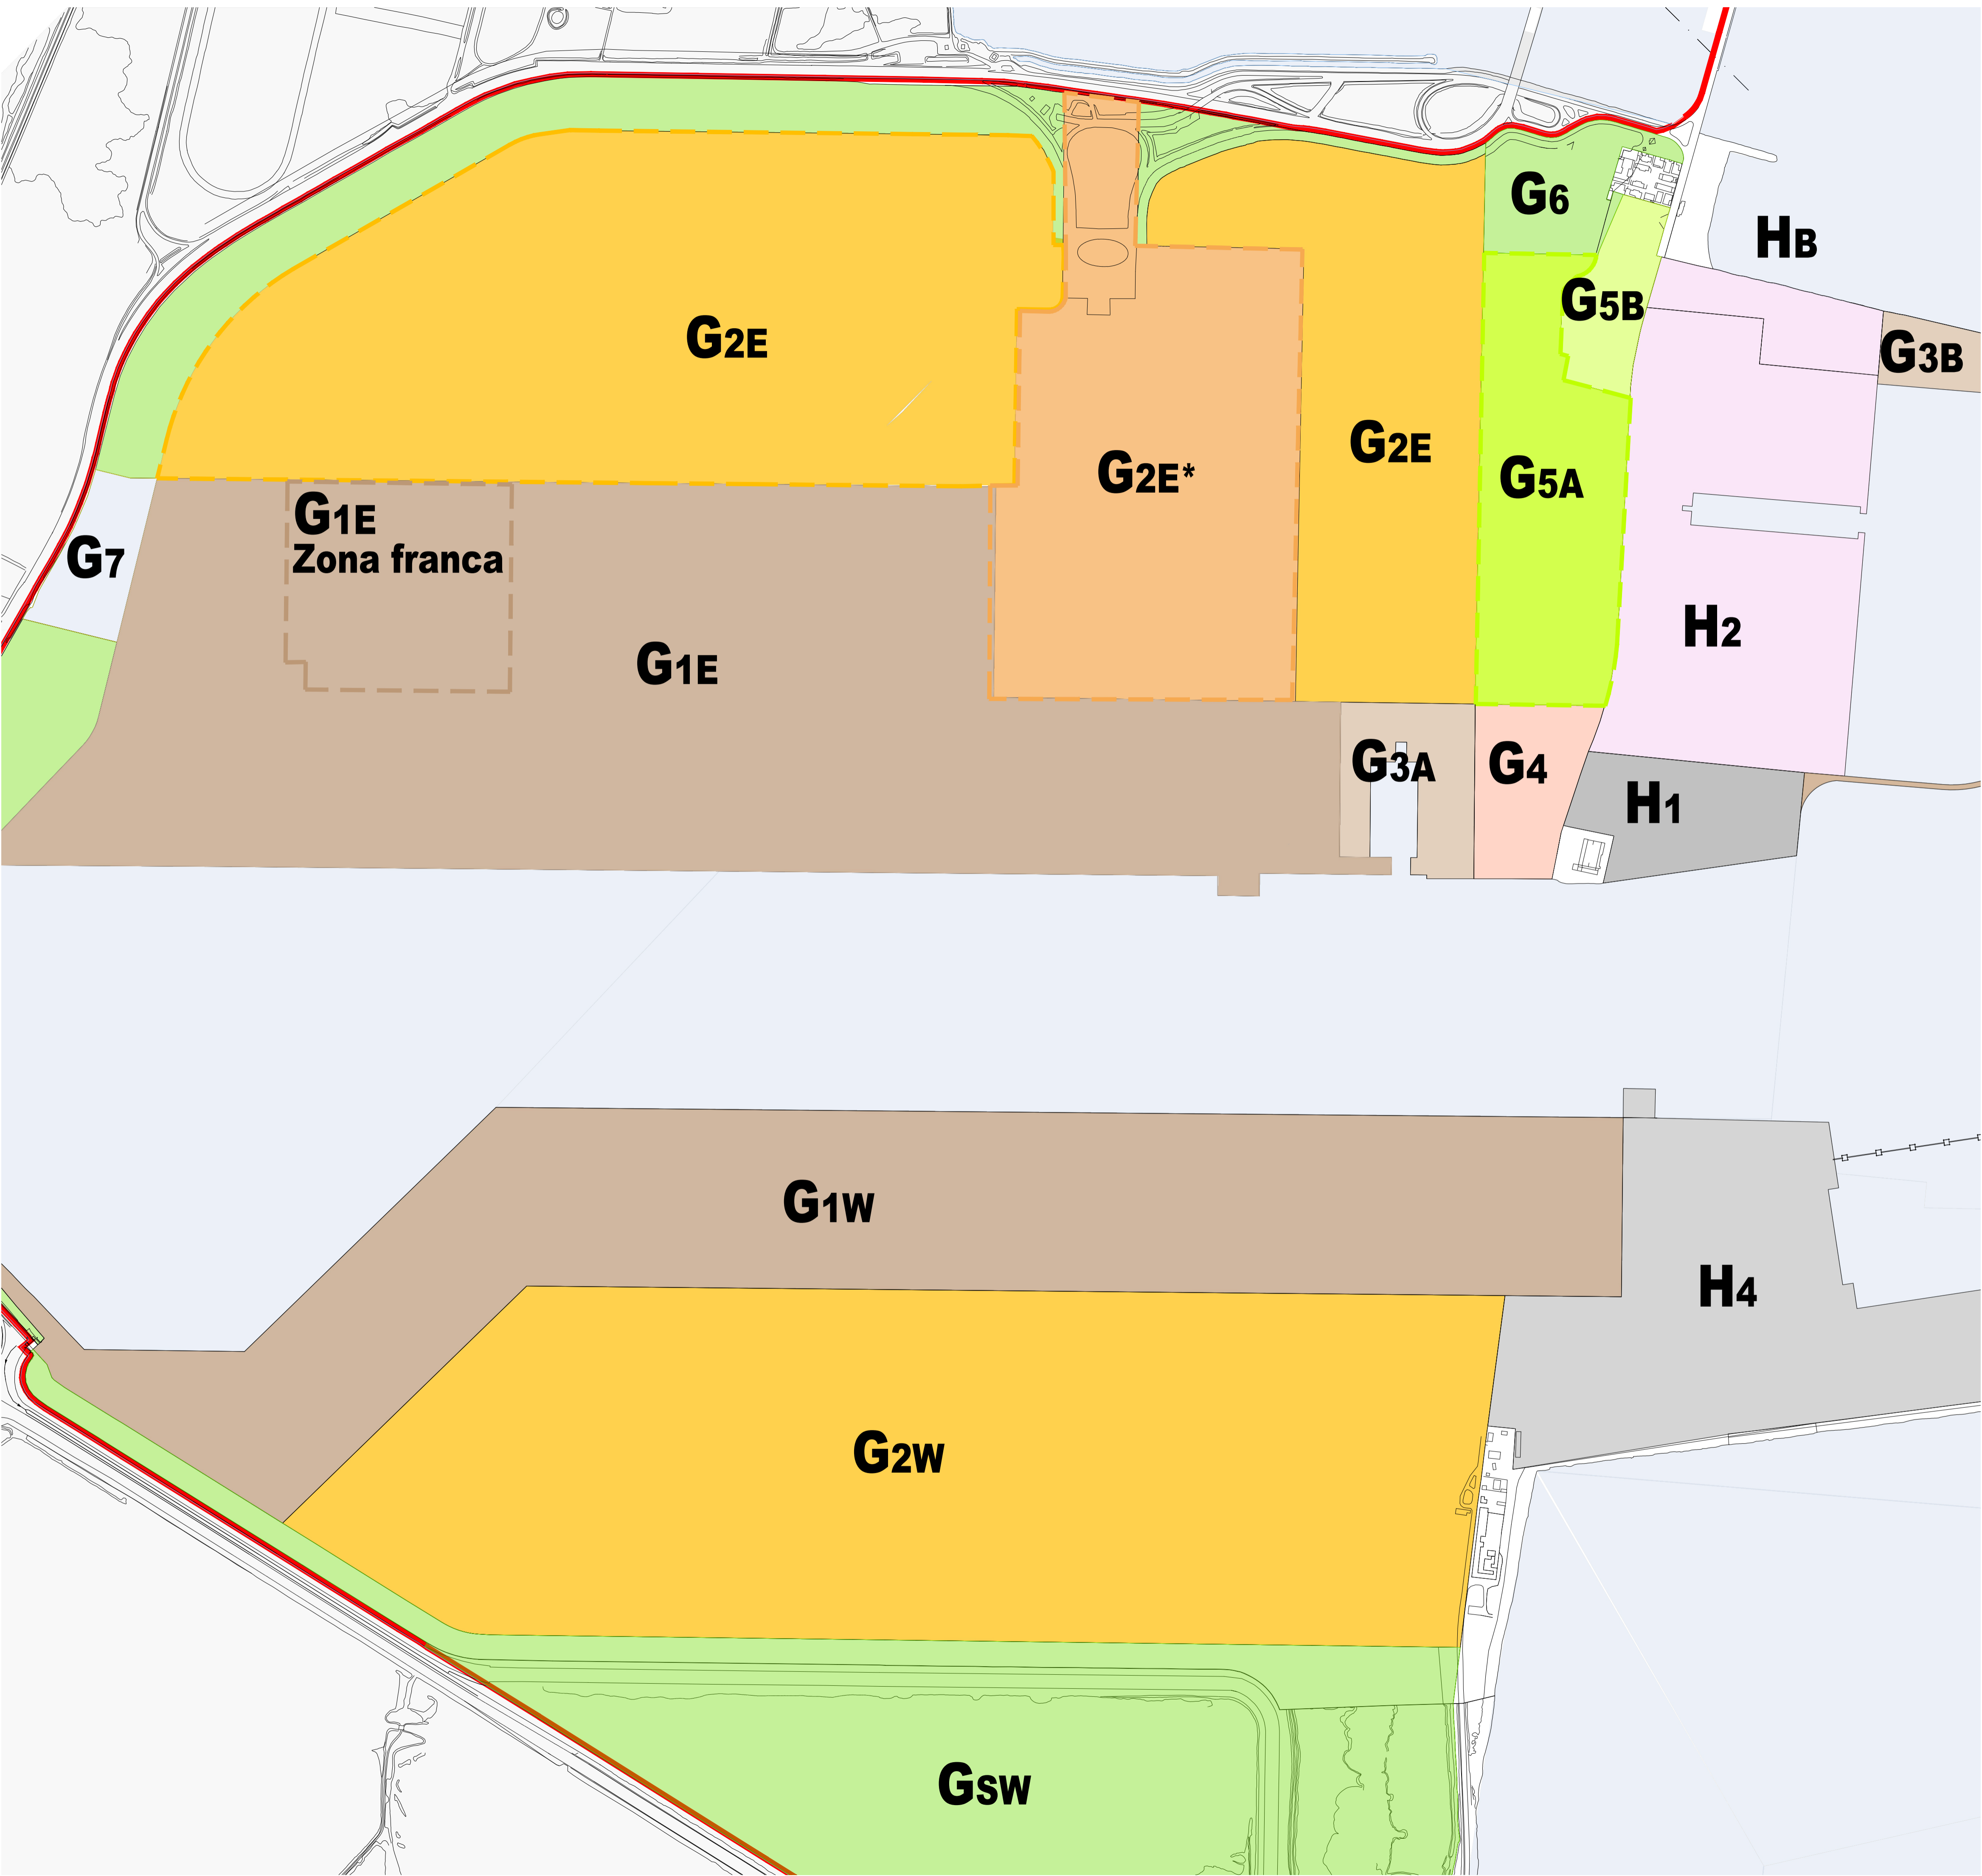 G6
HB
G5B
G2E
G3B
G2E
G2E*
G5A
G1E
Zona franca
G7
H2
G1E
G3A
G4
H1
G1W
H4
G2W
GSW